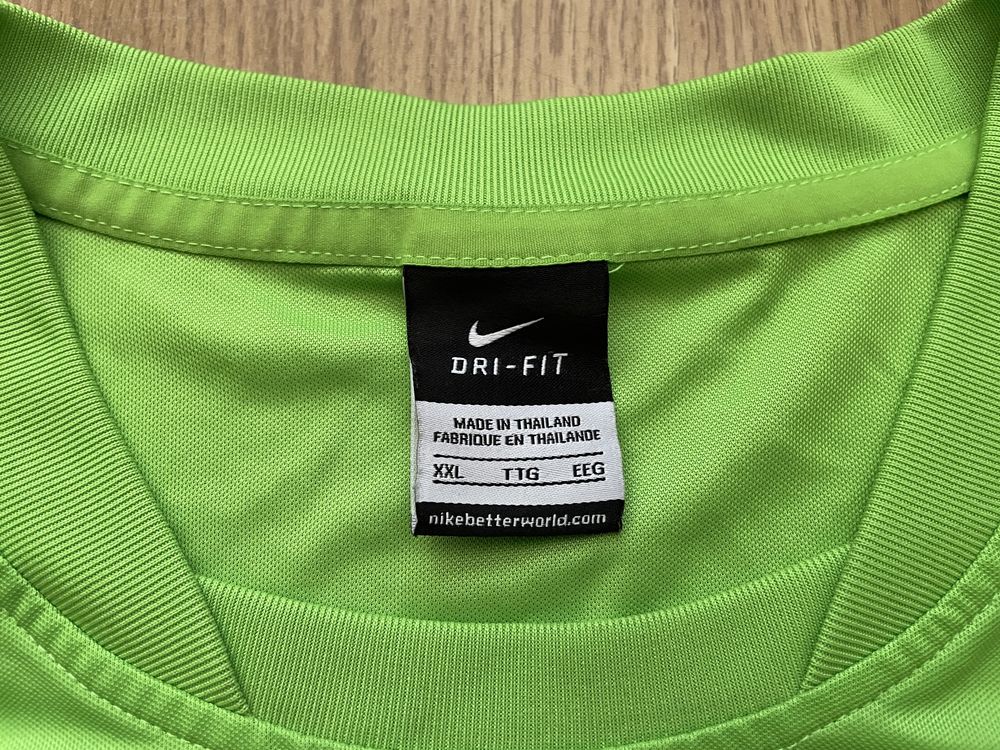 DRI-FIT
MADE IN THAILAND
FABRIQUE EN THAILANDE
XXL TTG EEG
nikebetterworld.com